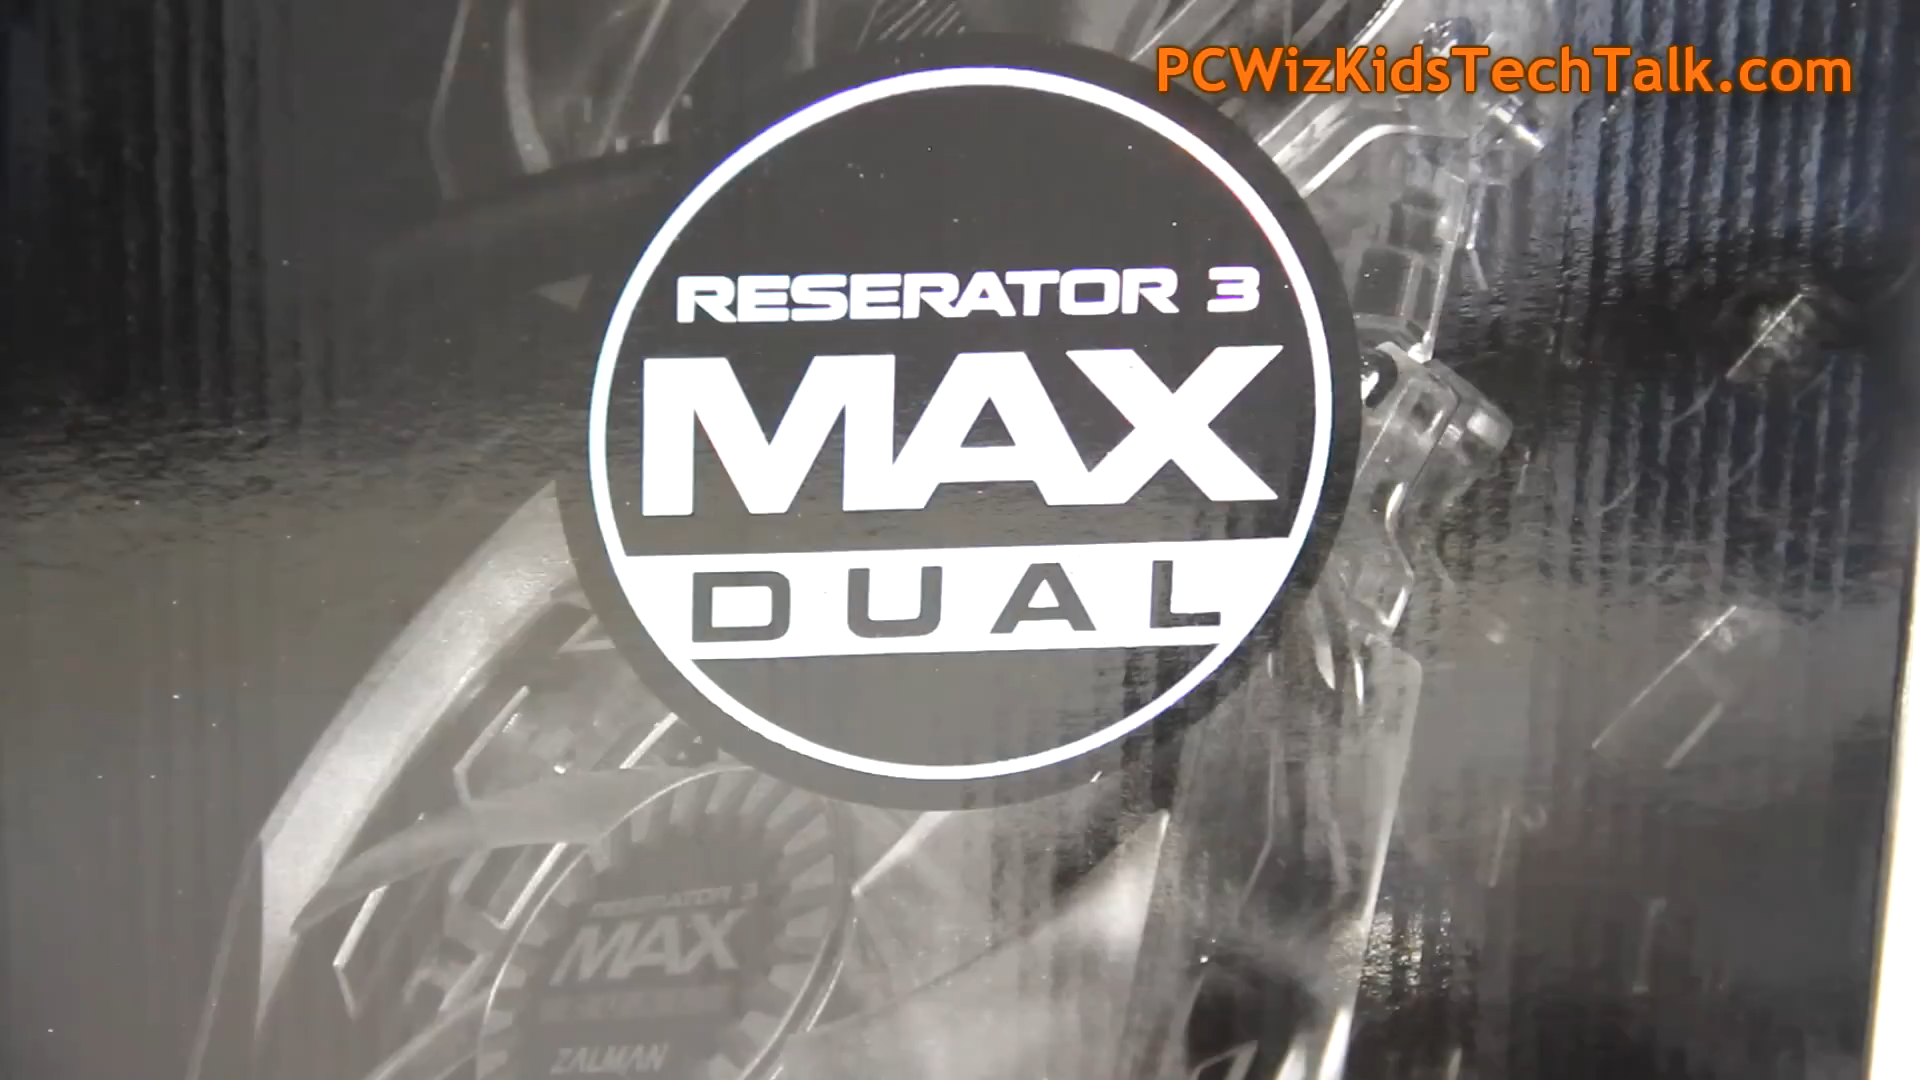 PCWizKidsTechTalk.com
RESERATOR 3
MAX
DUAL
RESERATOR 3
MAX
ZALMAN